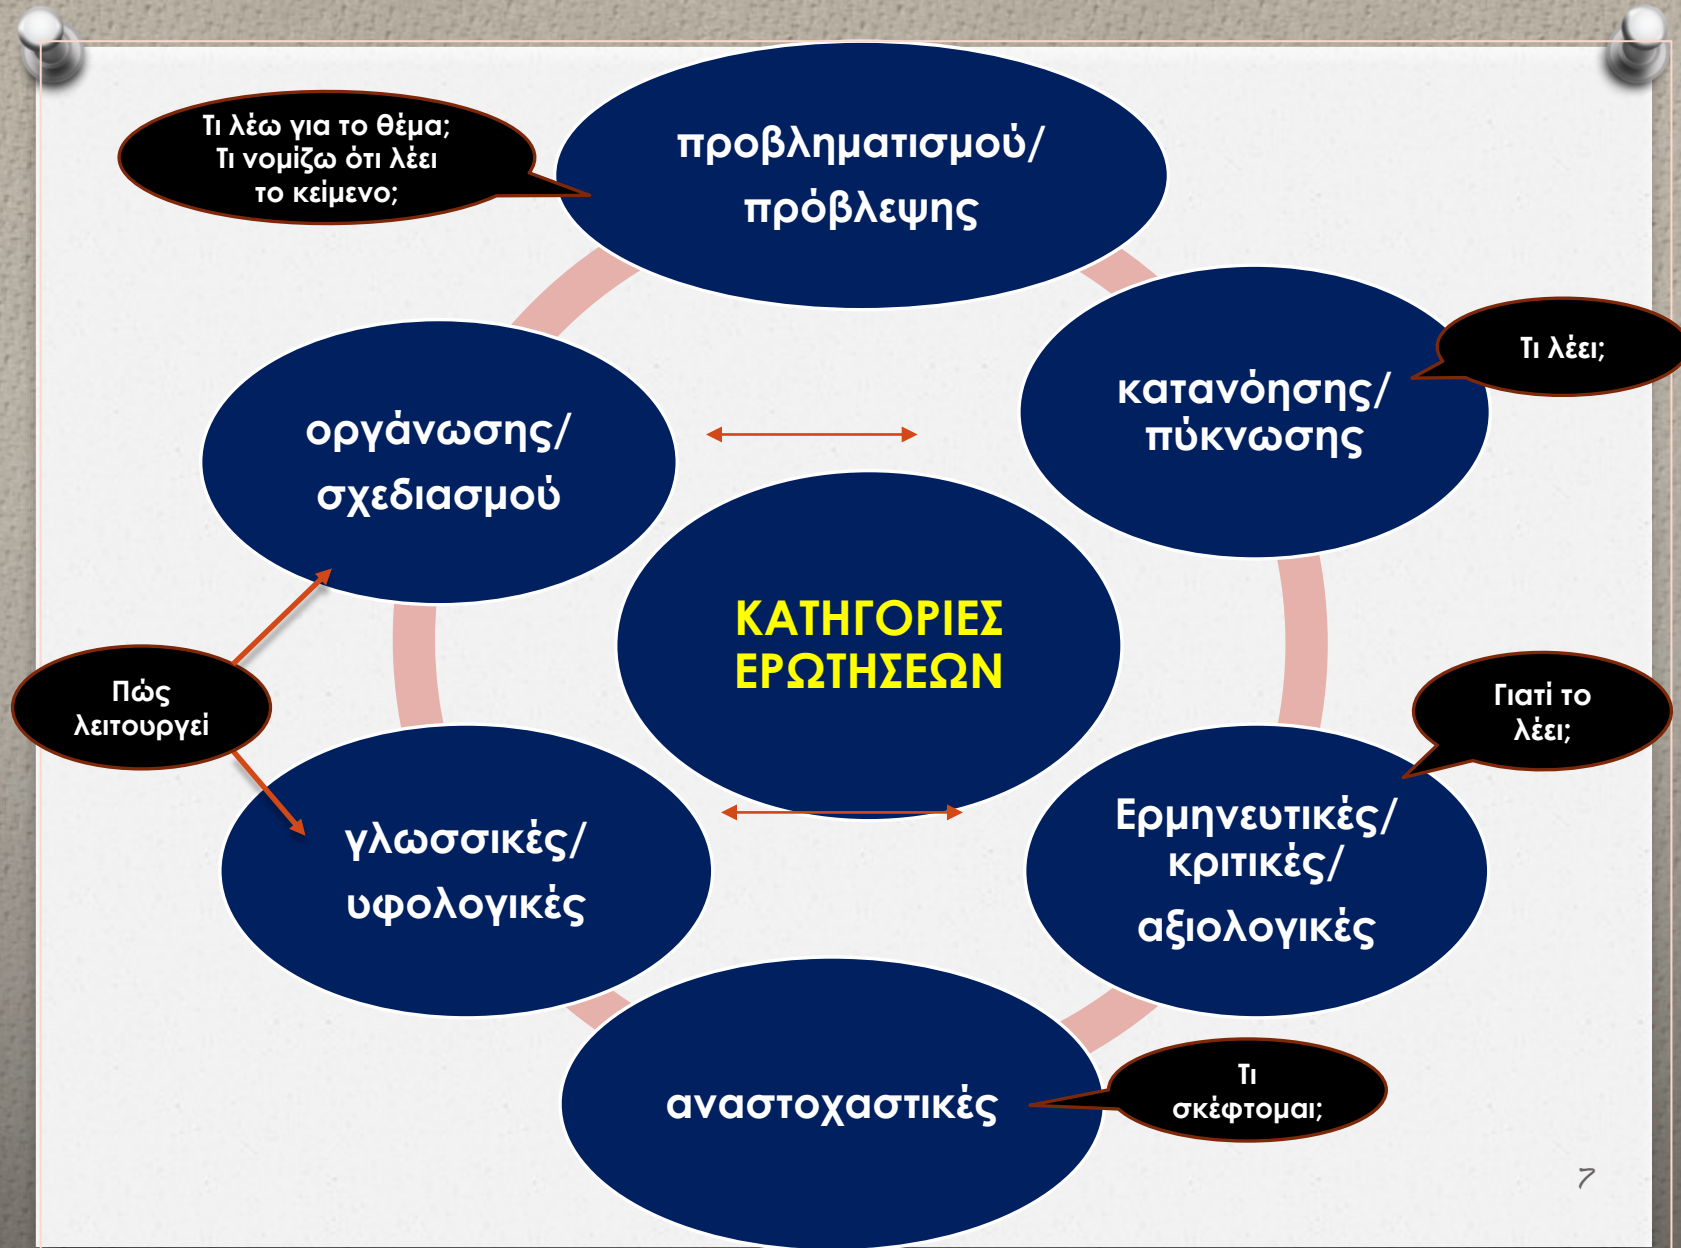 Τι λέω για το θέμα;
Τι νομίζω ότι λέει
το κείμενο;
προβληματισμού/
πρόβλεψης
κατανόησης/
πύκνωσης
Τι λέει;
οργάνωσης/
σχεδιασμού
ΚΑΤΗΓΟΡΙΕΣ
ΕΡΩΤΗΣΕΩΝ
Πώς
λειτουργεί
Γιατί το
λέει;
Ερμηνευτικές/
κριτικές/
αξιολογικές
γλωσσικές/
υφολογικές
αναστοχαστικές
Τι
σκέφτομαι;
7